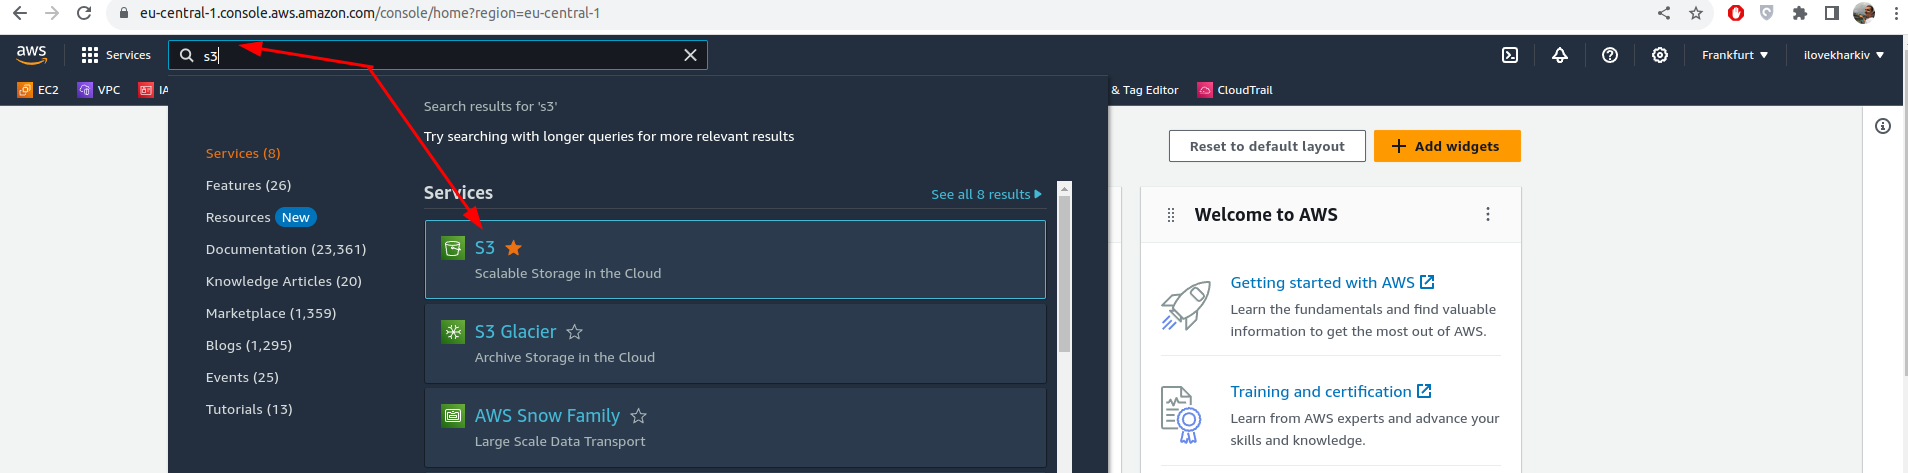 eu-central-1.console.aws.amazon.com/console/home?region=eu-central-1
aws Services s3 Frankfurt ilovekharkiv
EC2 VPC IA & Tag Editor CloudTrail
Search results for 's3'
Try searching with longer queries for more relevant results
Services (8)
Features (26)
Resources New
Documentation (23,361)
Knowledge Articles (20)
Marketplace (1,359)
Blogs (1,295)
Events (25)
Tutorials (13)
Services See all 8 results
S3
Scalable Storage in the Cloud
S3 Glacier
Archive Storage in the Cloud
AWS Snow Family
Large Scale Data Transport
Reset to default layout Add widgets
Welcome to AWS
Getting started with AWS
Learn the fundamentals and find valuable
information to get the most out of AWS.
Training and certification
Learn from AWS experts and advance your
skills and knowledge.